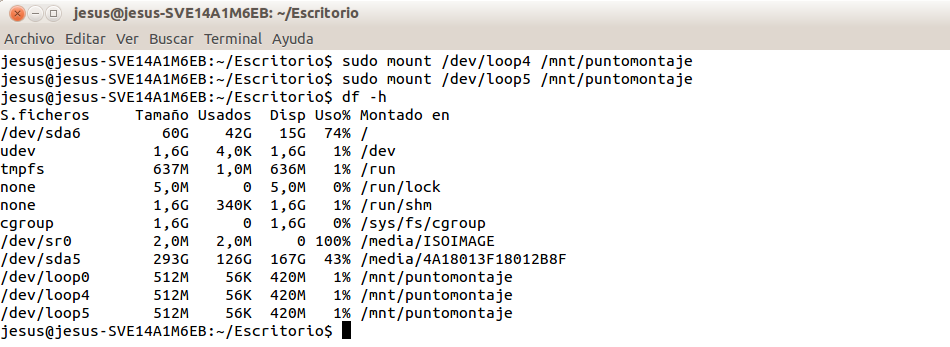 jesus@jesus-SVE14A1M6EB: ~/Escritorio
Archivo Editar Ver Buscar Terminal Ayuda
jesus@jesus-SVE14A1M6EB:~/Escritorio$ sudo mount /dev/loop4 /mnt/puntomontaje
jesus@jesus-SVE14A1M6EB:~/Escritorio$ sudo mount /dev/loop5 /mnt/puntomontaje
jesus@jesus-SVE14A1M6EB:~/Escritorio$ df -h
S.ficheros     Tamaño Usados  Disp Uso% Montado en
/dev/sda6         60G    42G   15G  74% /
udev             1,6G   4,0K  1,6G   1% /dev
tmpfs            637M   1,0M  636M   1% /run
none             5,0M      0  5,0M   0% /run/lock
none             1,6G   340K  1,6G   1% /run/shm
cgroup           1,6G      0  1,6G   0% /sys/fs/cgroup
/dev/sr0         2,0M   2,0M     0 100% /media/ISOIMAGE
/dev/sda5        293G   126G  167G  43% /media/4A18013F18012B8F
/dev/loop0       512M    56K  420M   1% /mnt/puntomontaje
/dev/loop4       512M    56K  420M   1% /mnt/puntomontaje
/dev/loop5       512M    56K  420M   1% /mnt/puntomontaje
jesus@jesus-SVE14A1M6EB:~/Escritorio$